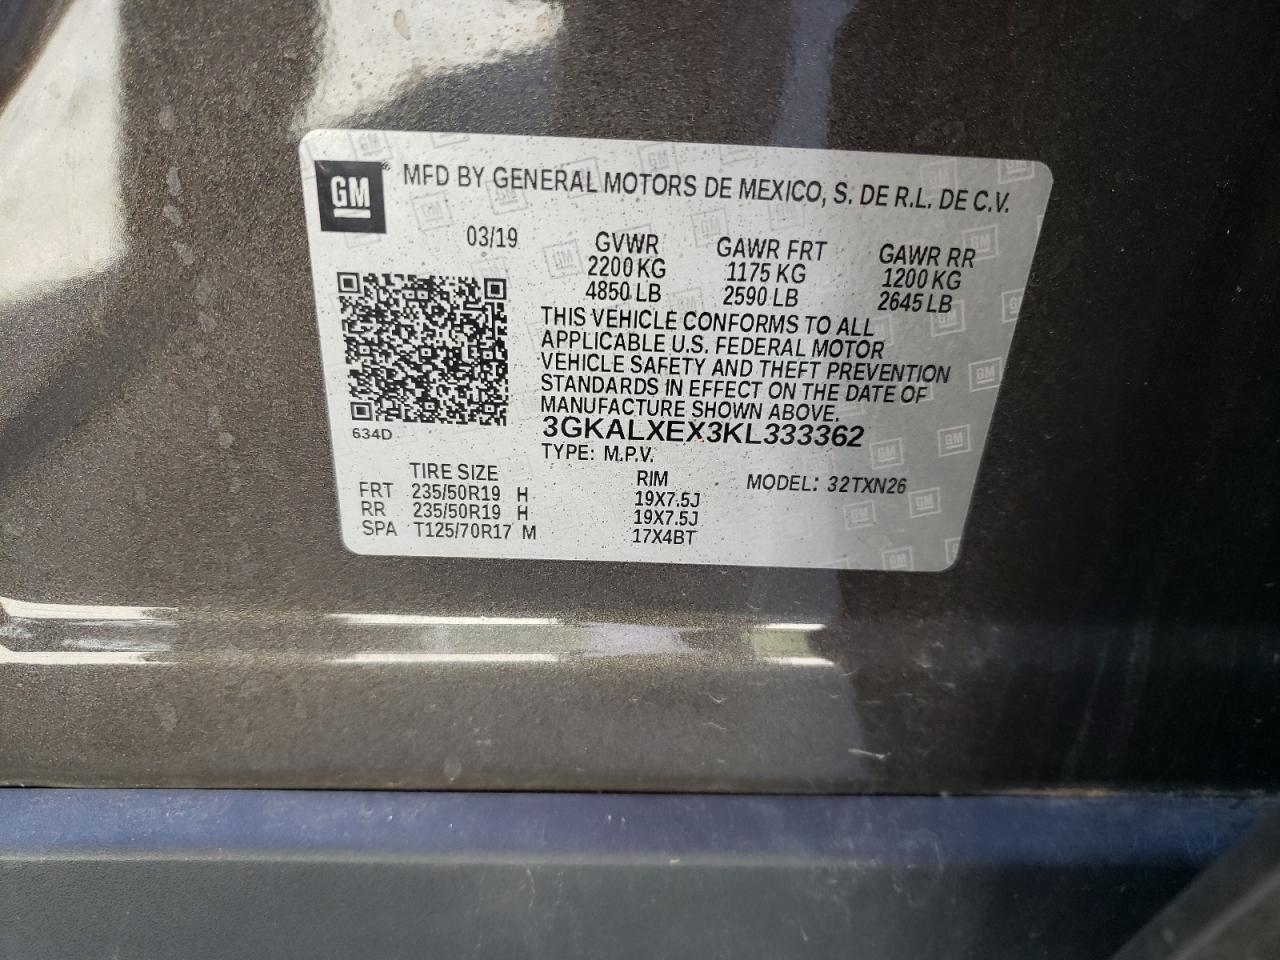 GM® MFD BY GENERAL MOTORS DE MEXICO, S. DE R.L. DE C.V.
03/19
GVWR GAWR FRT GAWR RR
2200 KG 1175 KG 1200 KG
4850 LB 2590 LB 2645 LB
THIS VEHICLE CONFORMS TO ALL
APPLICABLE U.S. FEDERAL MOTOR
VEHICLE SAFETY AND THEFT PREVENTION
STANDARDS IN EFFECT ON THE DATE OF
MANUFACTURE SHOWN ABOVE.
634D
3GKALXEX3KL333362
TYPE: M.P.V.
TIRE SIZE RIM MODEL: 32TXN26
FRT 235/50R19 H 19X7.5J
RR 235/50R19 H 19X7.5J
SPA T125/70R17 M 17X4BT